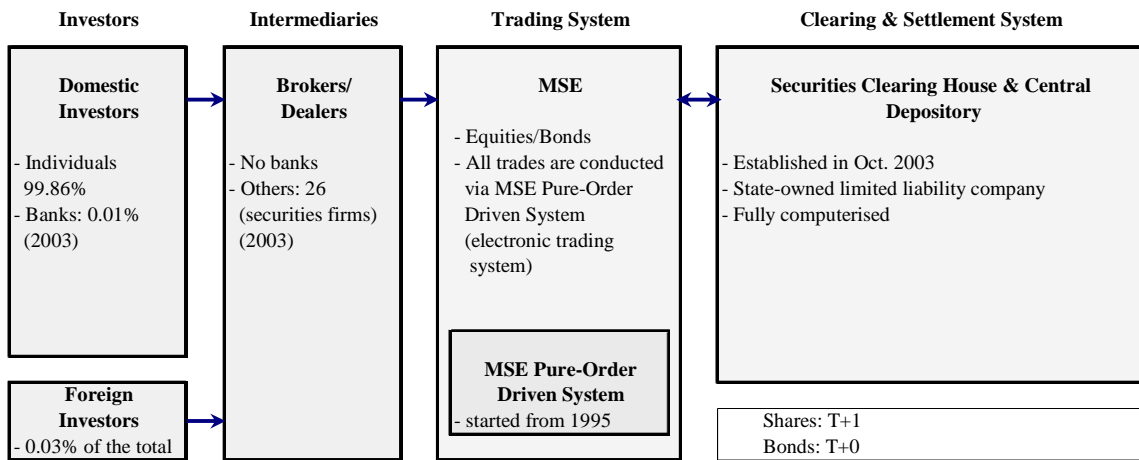 Investors
Intermediaries
Trading System
Clearing & Settlement System
Domestic
Investors
- Individuals
99.86%
- Banks: 0.01%
(2003)
Foreign
Investors
- 0.03% of the total
Brokers/
Dealers
- No banks
- Others: 26
(securities firms)
(2003)
MSE
- Equities/Bonds
- All trades are conducted
via MSE Pure-Order
Driven System
(electronic trading
system)
MSE Pure-Order
Driven System
- started from 1995
Securities Clearing House & Central
Depository
- Established in Oct. 2003
- State-owned limited liability company
- Fully computerised
Shares: T+1
Bonds: T+0